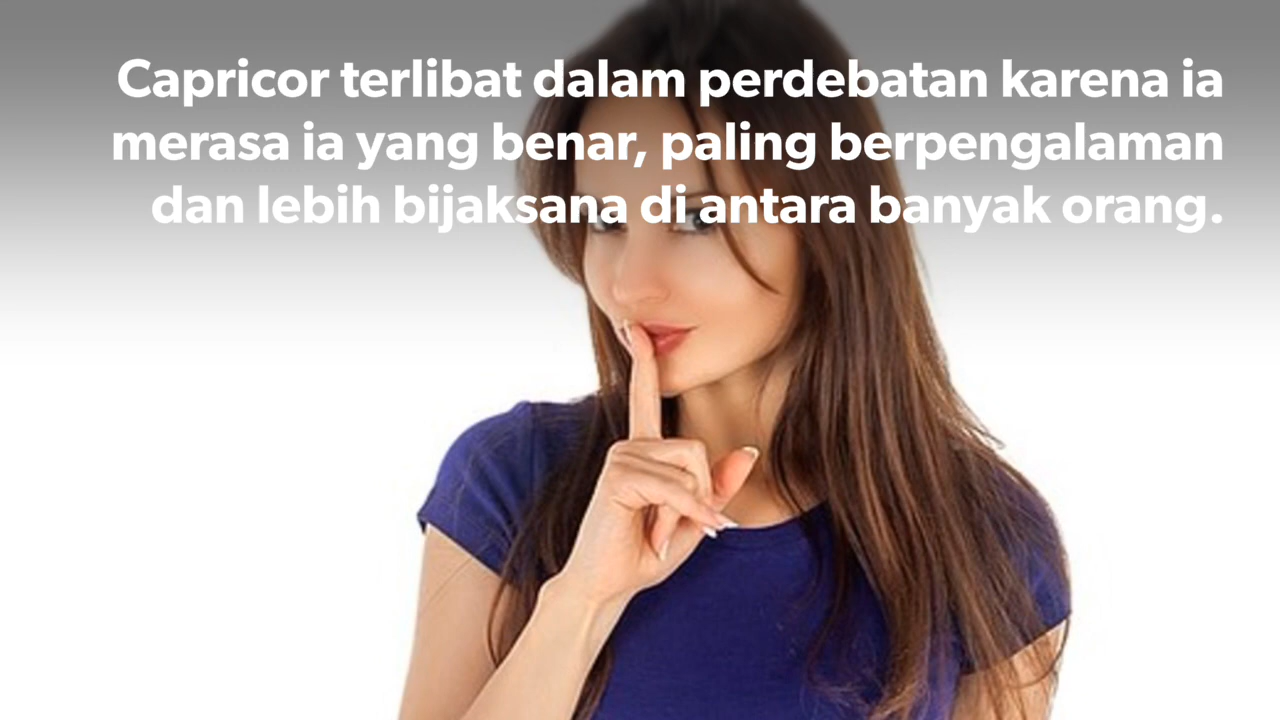 Capricor terlibat dalam perdebatan karena ia
merasa ia yang benar, paling berpengalaman
dan lebih bijaksana di antara banyak orang.